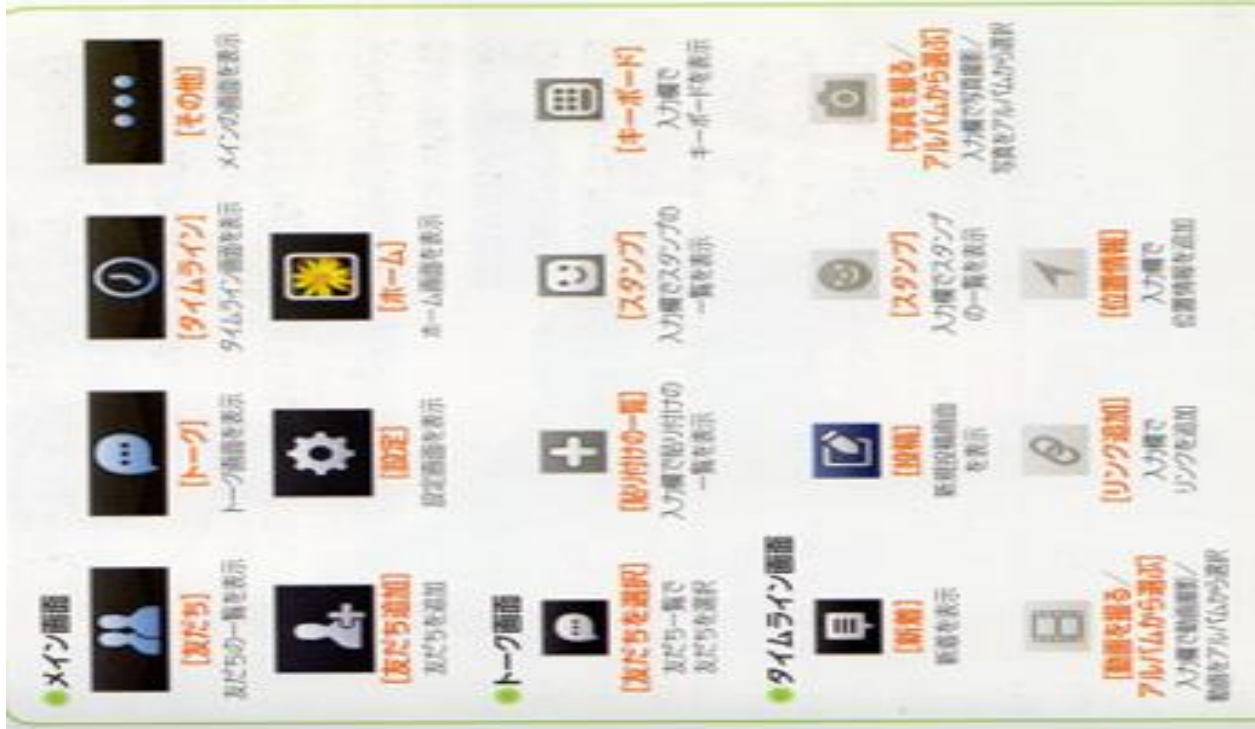 ●メイン画面
[友だち]
友だちの一覧を表示
[トーク]
トーク画面を表示
[タイムライン]
タイムライン画面を表示
[その他]
メインの画面を表示
[友だち追加]
友だちを追加
[設定]
設定画面を表示
[ホーム]
ホーム画面を表示
●トーク画面
[友だちを選択]
友だち一覧で
友だちを選択
[貼り付けの一覧]
入力欄で貼り付けの
一覧を表示
[スタンプ]
入力欄でスタンプの
一覧を表示
[キーボード]
入力欄で
キーボードを表示
●タイムライン画面
[新着]
新着を表示
[投稿]
新規投稿画面
を表示
[スタンプ]
入力欄でスタンプ
の一覧を表示
[写真を撮る/
アルバムから選ぶ]
入力欄で写真撮影/
写真をアルバムから選択
[動画を撮る/
アルバムから選ぶ]
入力欄で動画撮影/
動画をアルバムから選択
[リンク追加]
入力欄で
リンクを追加
[位置情報]
入力欄で
位置情報を追加